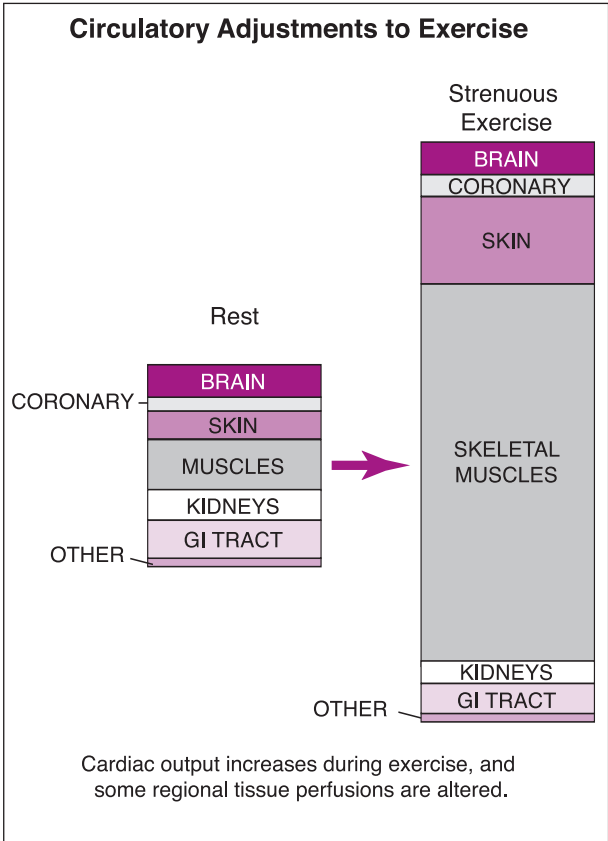 Circulatory Adjustments to Exercise
Rest
BRAIN
CORONARY
SKIN
MUSCLES
KIDNEYS
GI TRACT
OTHER
Strenuous
Exercise
BRAIN
CORONARY
SKIN
SKELETAL
MUSCLES
KIDNEYS
GI TRACT
OTHER
Cardiac output increases during exercise, and
some regional tissue perfusions are altered.